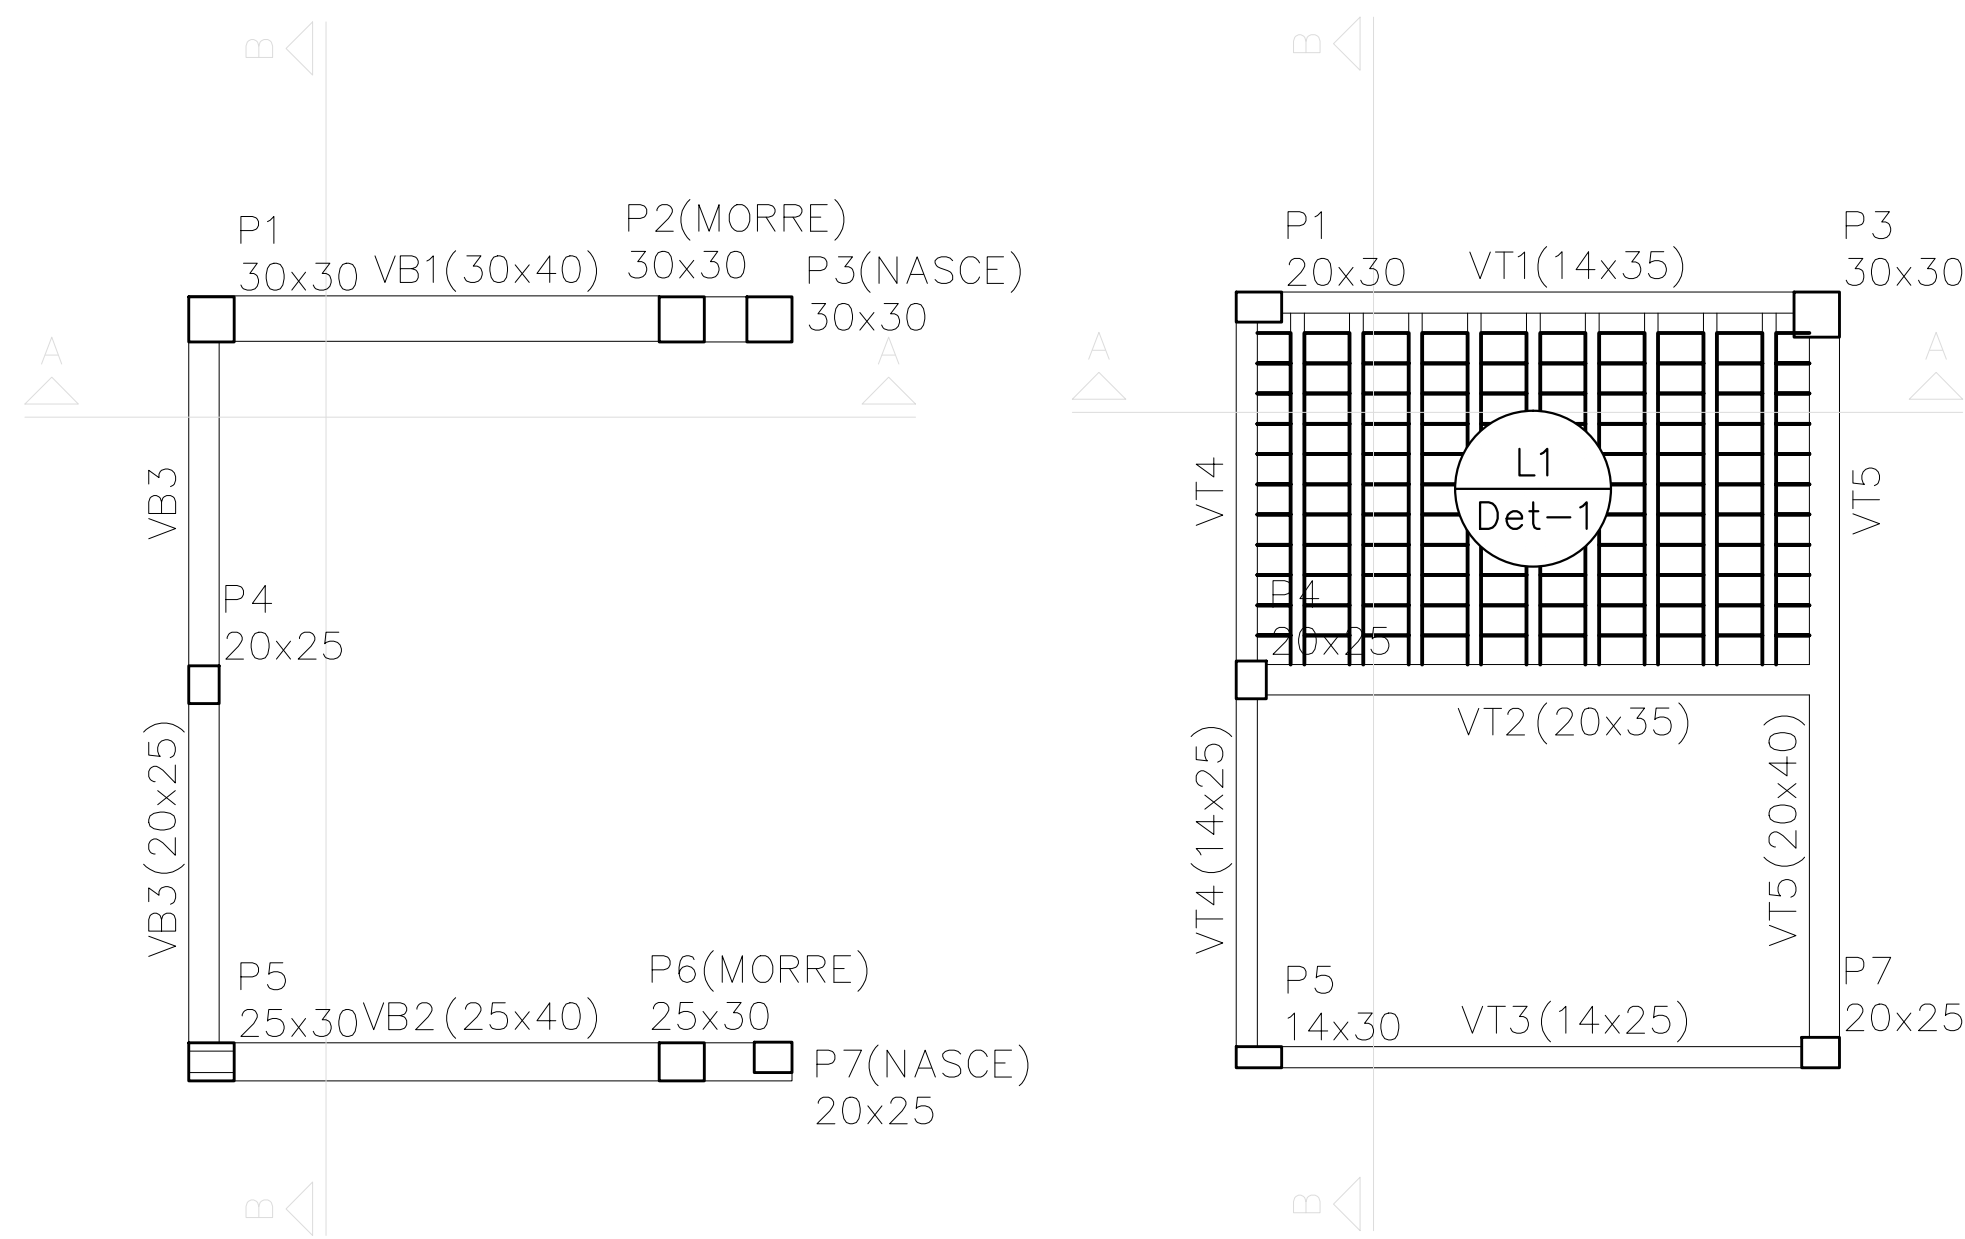 B
P1
30x30
VB1(30x40)
P2(MORRE)
30x30
P3(NASCE)
30x30
A
A
VB3
P4
20x25
VB3(20x25)
P5
25x30
VB2(25x40)
P6(MORRE)
25x30
P7(NASCE)
20x25
B
B
P1
20x30
VT1(14x35)
P3
30x30
A
A
VT4
L1
Det-1
VT5
P4
20x25
VT2(20x35)
VT4(14x25)
VT5(20x40)
P5
14x30
VT3(14x25)
P7
20x25
B